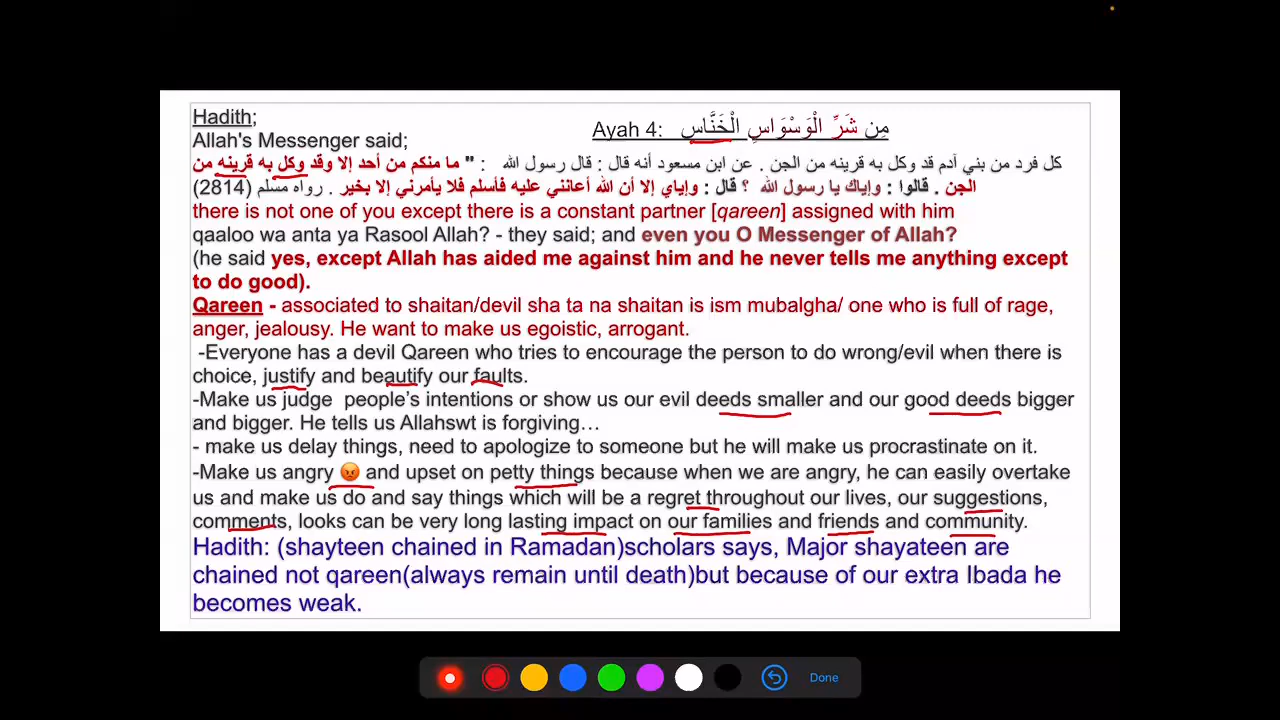 Hadith;
Ayah 4: مِن شَرِّ الْوَسْوَاسِ الْخَنَّاسِ
Allah's Messenger said;
كل فرد من بني آدم قد وكل به قرينه من الجن . عن ابن مسعود أنه قال : قال رسول الله : " ما منكم من أحد إلا وقد وكل به قرينه من
الجن . قالوا : وإياك يا رسول الله ؟ قال : وإياي إلا أن الله أعانني عليه فأسلم فلا يأمرني إلا بخير . رواه مسلم (2814)
there is not one of you except there is a constant partner [qareen] assigned with him
qaaloo wa anta ya Rasool Allah? - they said; and even you O Messenger of Allah?
(he said yes, except Allah has aided me against him and he never tells me anything except
to do good).
Qareen - associated to shaitan/devil sha ta na shaitan is ism mubalgha/ one who is full of rage,
anger, jealousy. He want to make us egoistic, arrogant.
-Everyone has a devil Qareen who tries to encourage the person to do wrong/evil when there is
choice, justify and beautify our faults.
-Make us judge people's intentions or show us our evil deeds smaller and our good deeds bigger
and bigger. He tells us Allahswt is forgiving…
- make us delay things, need to apologize to someone but he will make us procrastinate on it.
-Make us angry 😡 and upset on petty things because when we are angry, he can easily overtake
us and make us do and say things which will be a regret throughout our lives, our suggestions,
comments, looks can be very long lasting impact on our families and friends and community.
Hadith: (shayteen chained in Ramadan)scholars says, Major shayateen are
chained not qareen(always remain until death)but because of our extra Ibada he
becomes weak.
Done